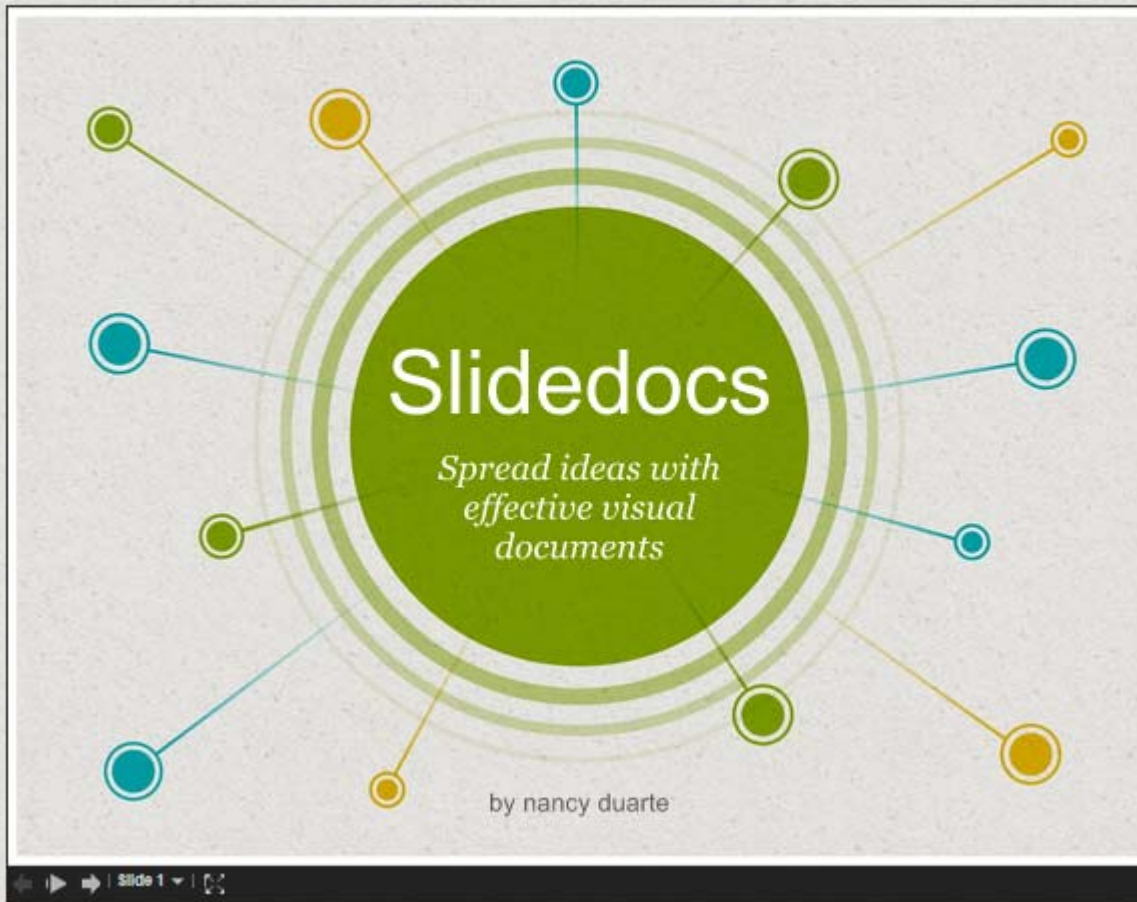 Slidedocs
Spread ideas with
effective visual
documents
by nancy duarte
Slide 1